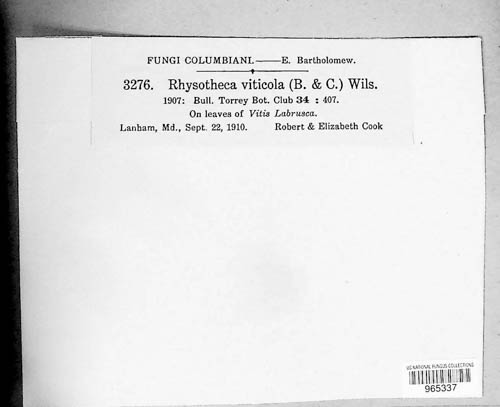 FUNGI COLUMBIANI.——E. Bartholomew.
3276. Rhysotheca viticola (B. & C.) Wils.
1907: Bull. Torrey Bot. Club 34 : 407.
On leaves of Vitis Labrusca.
Lanham, Md., Sept. 22, 1910. Robert & Elizabeth Cook
US NATIONAL FUNGUS COLLECTIONS
965337